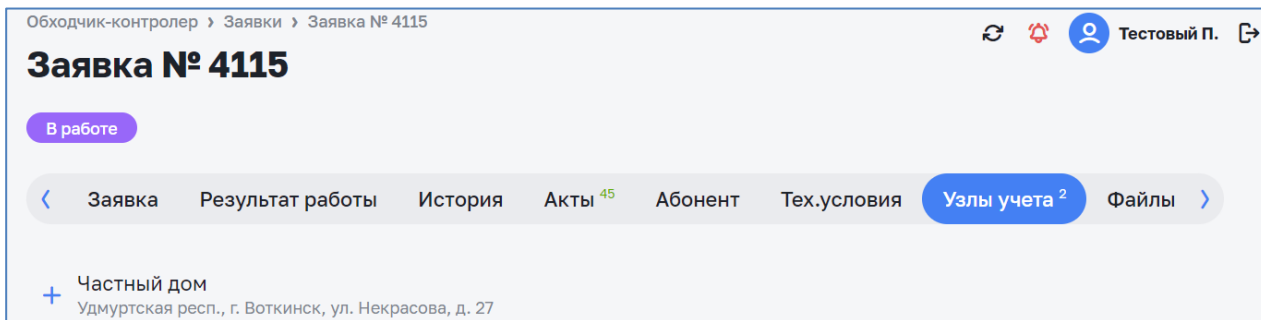 Обходчик-контролер › Заявки › Заявка № 4115
Тестовый П.
Заявка № 4115
В работе
Заявка Результат работы История Акты 45 Абонент Тех.условия Узлы учета 2 Файлы
Частный дом
Удмуртская респ., г. Воткинск, ул. Некрасова, д. 27